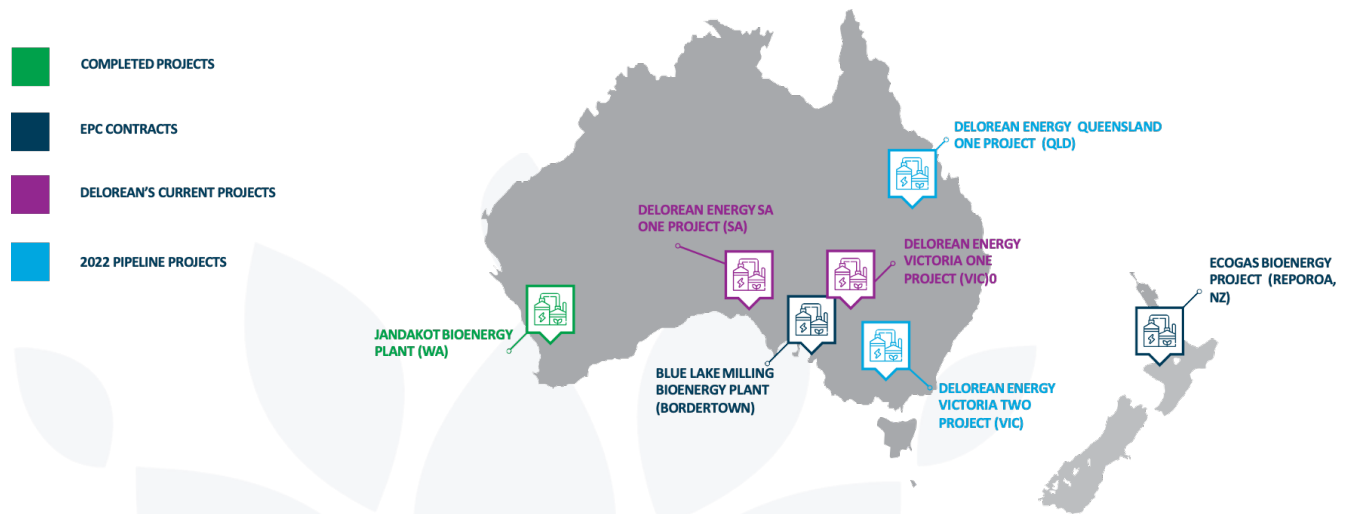 COMPLETED PROJECTS
EPC CONTRACTS
DELOREAN'S CURRENT PROJECTS
2022 PIPELINE PROJECTS
DELOREAN ENERGY QUEENSLAND
ONE PROJECT (QLD)
DELOREAN ENERGY SA
ONE PROJECT (SA)
DELOREAN ENERGY
VICTORIA ONE
PROJECT (VIC)0
ECOGAS BIOENERGY
PROJECT (REPOROA,
NZ)
JANDAKOT BIOENERGY
PLANT (WA)
BLUE LAKE MILLING
BIOENERGY PLANT
(BORDERTOWN)
DELOREAN ENERGY
VICTORIA TWO
PROJECT (VIC)